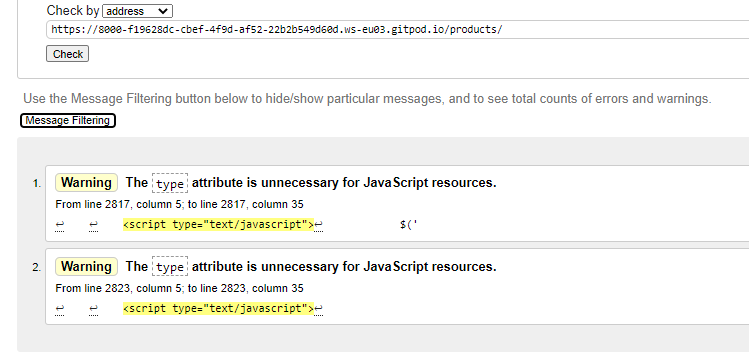 Check by address
https://8000-f19628dc-cbef-4f9d-af52-22b2b549d60d.ws-eu03.gitpod.io/products/
Check
Use the Message Filtering button below to hide/show particular messages, and to see total counts of errors and warnings.
Message Filtering
1. Warning The type attribute is unnecessary for JavaScript resources.
From line 2817, column 5; to line 2817, column 35
↩ ↩ <script type="text/javascript">↩ $('
2. Warning The type attribute is unnecessary for JavaScript resources.
From line 2823, column 5; to line 2823, column 35
↩ ↩ <script type="text/javascript">↩